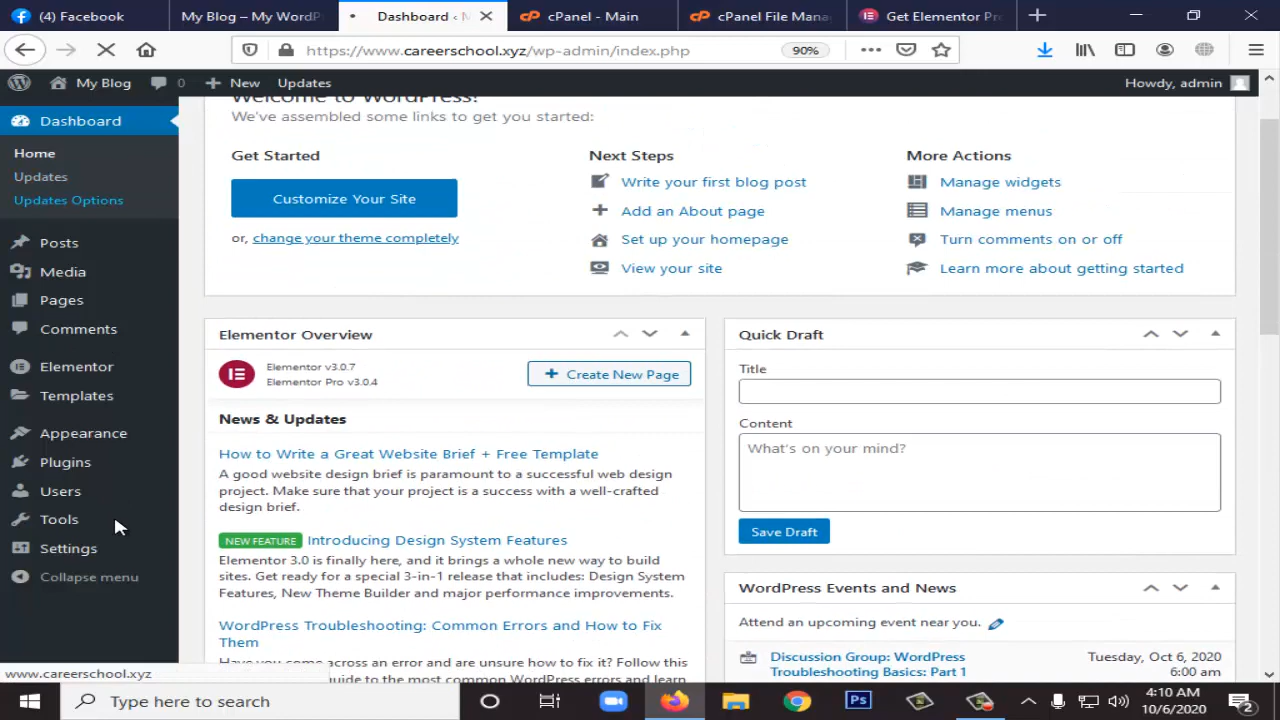 (4) Facebook
My Blog – My WordP
Dashboard ‹ M
cPanel - Main
cPanel File Mana
Get Elementor Pr
https://www.careerschool.xyz/wp-admin/index.php
90%
My Blog
0
New
Updates
Howdy, admin
Dashboard
Home
Updates
Updates Options
Posts
Media
Pages
Comments
Elementor
Templates
Appearance
Plugins
Users
Tools
Settings
Collapse menu
Welcome to WordPress!
We've assembled some links to get you started:
Get Started
Customize Your Site
or, change your theme completely
Next Steps
Write your first blog post
Add an About page
Set up your homepage
View your site
More Actions
Manage widgets
Manage menus
Turn comments on or off
Learn more about getting started
Elementor Overview
Elementor v3.0.7
Elementor Pro v3.0.4
Create New Page
News & Updates
How to Write a Great Website Brief + Free Template
A good website design brief is paramount to a successful web design
project. Make sure that your project is a success with a well-crafted
design brief.
NEW FEATURE Introducing Design System Features
Elementor 3.0 is finally here, and it brings a whole new way to build
sites. Get ready for a special 3-in-1 release that includes: Design System
Features, New Theme Builder and major performance improvements.
WordPress Troubleshooting: Common Errors and How to Fix
Them
Have you come across an error and are unsure how to fix it? Follow this
guide to the most common WordPress errors and learn
Quick Draft
Title
Content
What's on your mind?
Save Draft
WordPress Events and News
Attend an upcoming event near you.
Discussion Group: WordPress
Troubleshooting Basics: Part 1
Tuesday, Oct 6, 2020
6:00 am
www.careerschool.xyz
Type here to search
Ps
4:10 AM
10/6/2020
2